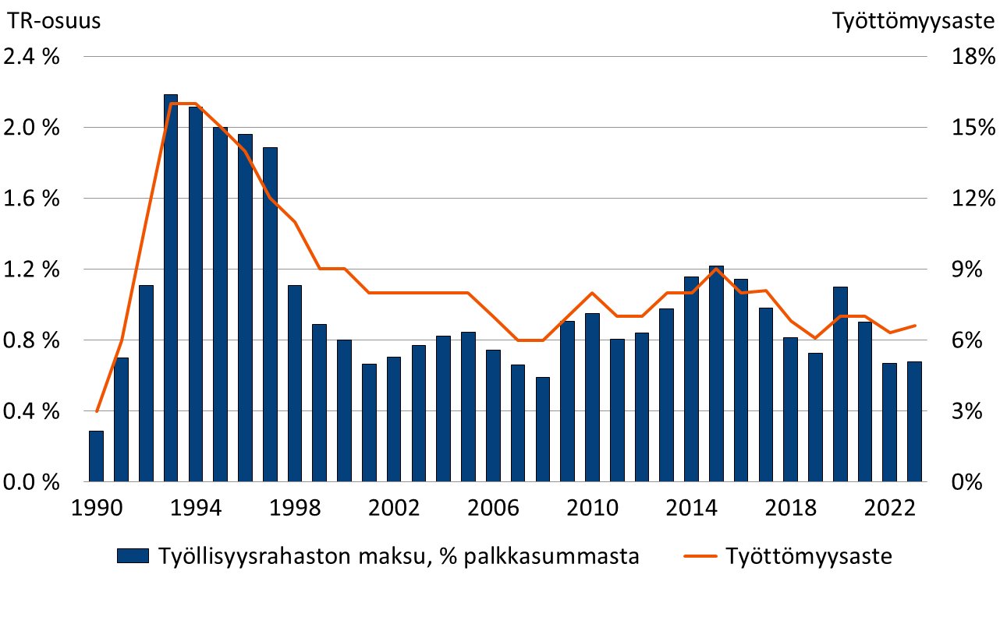 TR-osuus Työttömyysaste
2.4 % 18%
2.0 % 15%
1.6 % 12%
1.2 % 9%
0.8 % 6%
0.4 % 3%
0.0 % 0%
1990 1994 1998 2002 2006 2010 2014 2018 2022
Työllisyysrahaston maksu, % palkkasummasta Työttömyysaste